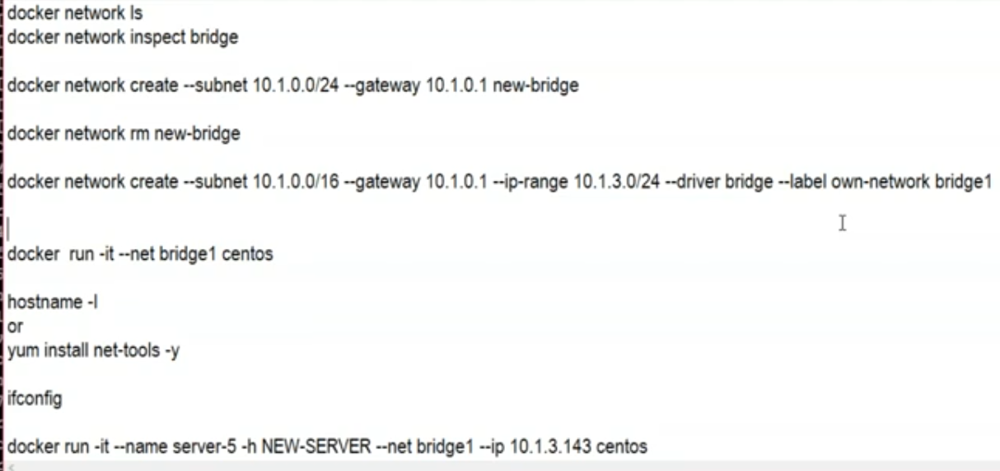 docker network ls
docker network inspect bridge
docker network create --subnet 10.1.0.0/24 --gateway 10.1.0.1 new-bridge
docker network rm new-bridge
docker network create --subnet 10.1.0.0/16 --gateway 10.1.0.1 --ip-range 10.1.3.0/24 --driver bridge --label own-network bridge1
docker  run -it --net bridge1 centos
hostname -I
or
yum install net-tools -y
ifconfig
docker run -it --name server-5 -h NEW-SERVER --net bridge1 --ip 10.1.3.143 centos